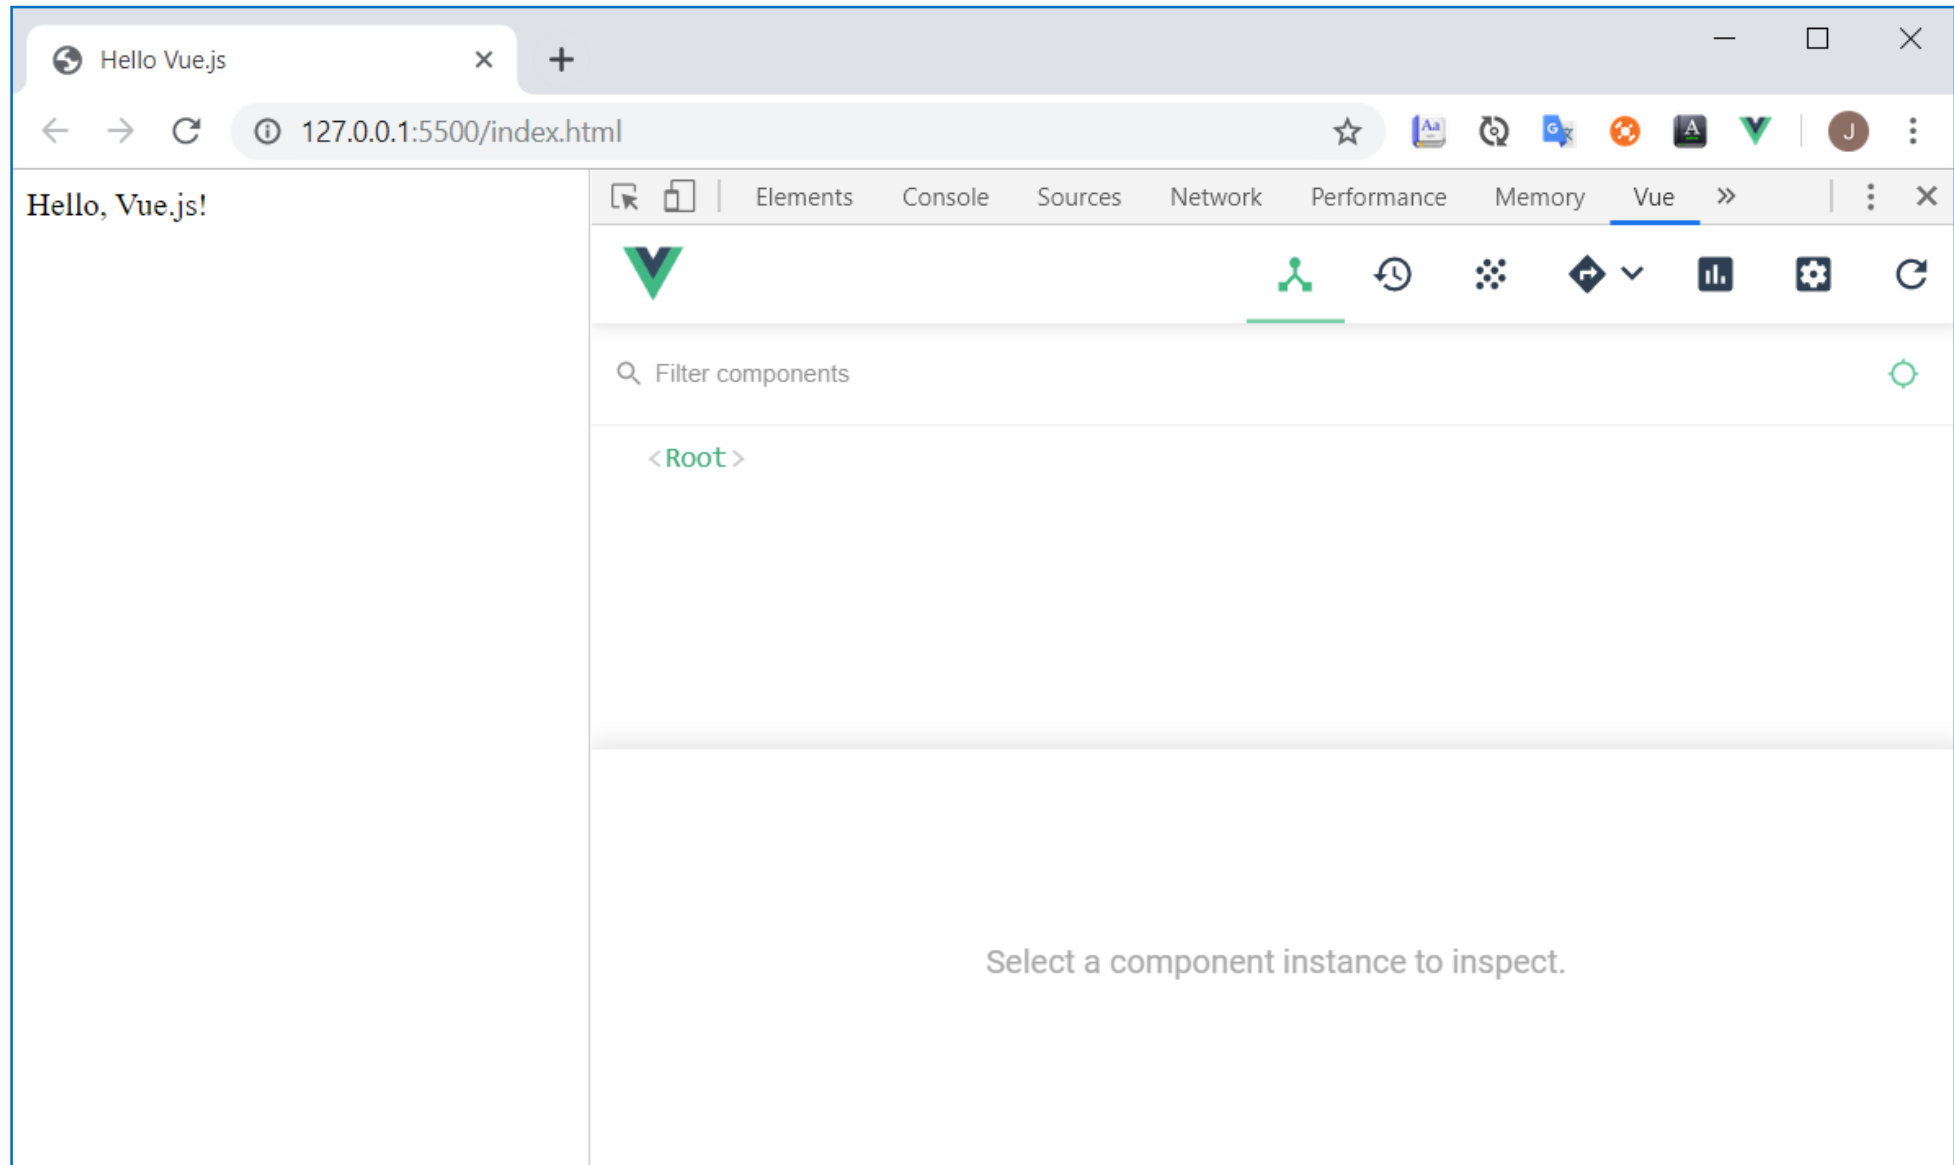 Hello Vue.js
127.0.0.1:5500/index.html
Aa
G
A
J
Hello, Vue.js!
Elements Console Sources Network Performance Memory Vue
Filter components
<Root>
Select a component instance to inspect.